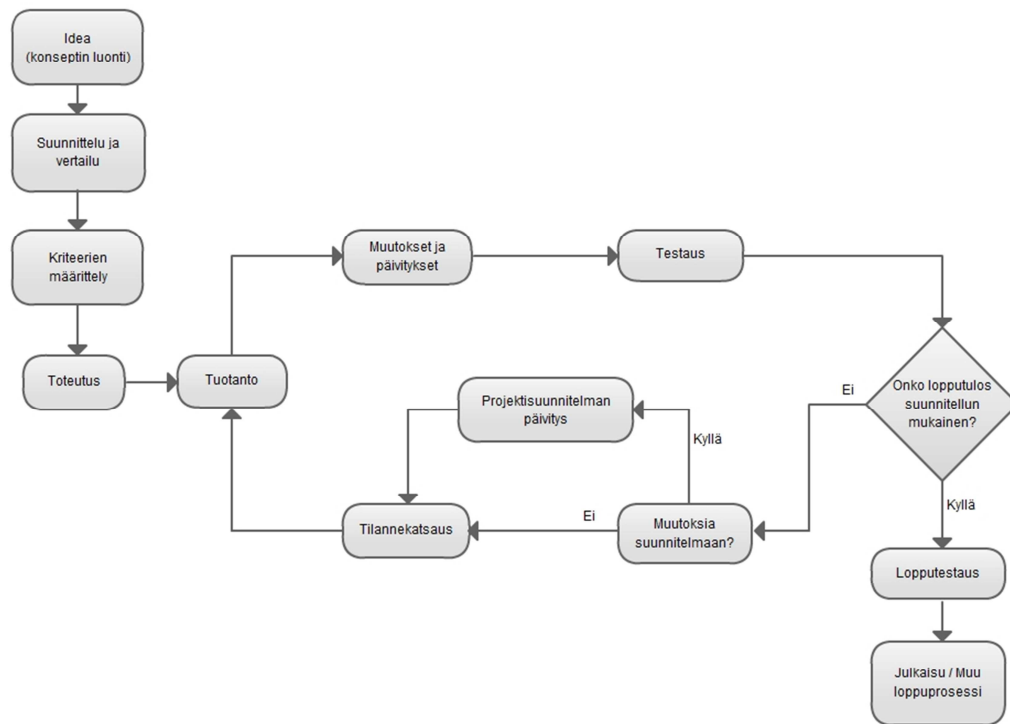 Idea
(konseptin luonti)
Suunnittelu ja
vertailu
Kriteerien
määrittely
Toteutus
Tuotanto
Muutokset ja
päivitykset
Testaus
Onko lopputulos
suunnitellun
mukainen?
Ei
Kyllä
Muutoksia
suunnitelmaan?
Kyllä
Projektisuunnitelman
päivitys
Ei
Tilannekatsaus
Lopputestaus
Julkaisu / Muu
loppuprosessi